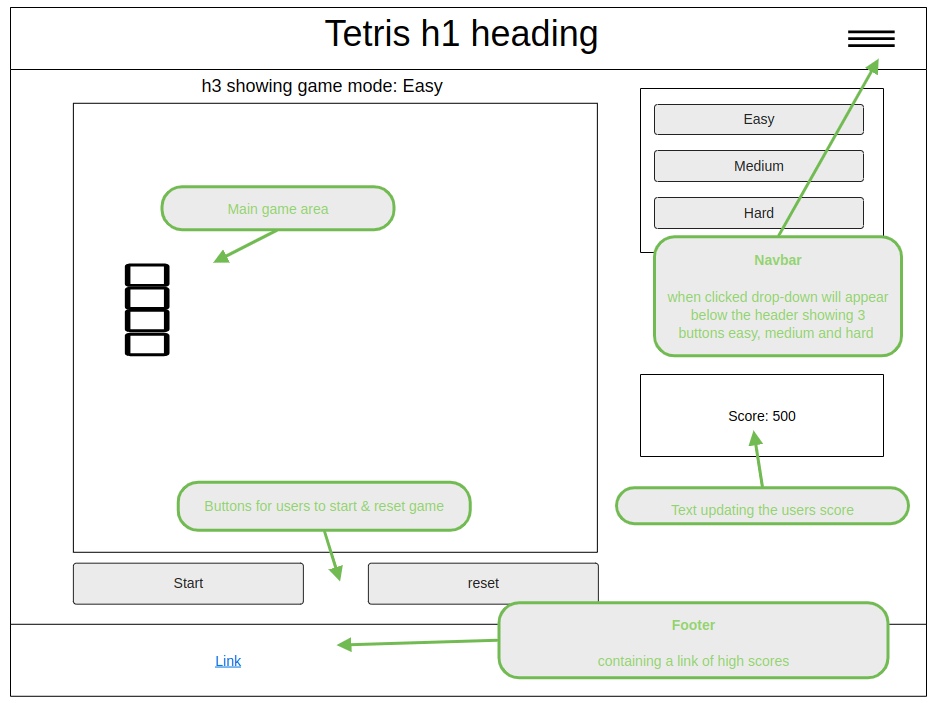 Tetris h1 heading
h3 showing game mode: Easy
Easy
Medium
Hard
Main game area
Navbar
when clicked drop-down will appear
below the header showing 3
buttons easy, medium and hard
Score: 500
Buttons for users to start & reset game
Text updating the users score
Start
reset
Footer
containing a link of high scores
Link